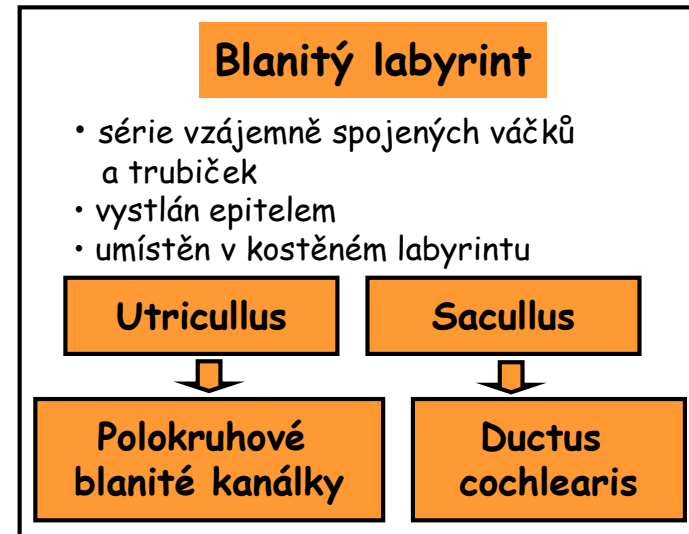 Blanitý labyrint
• série vzájemně spojených váčků
a trubiček
• vystlán epitelem
• umístěn v kostěném labyrintu
Utricullus
Sacullus
Polokruhové
blanité kanálky
Ductus
cochlearis